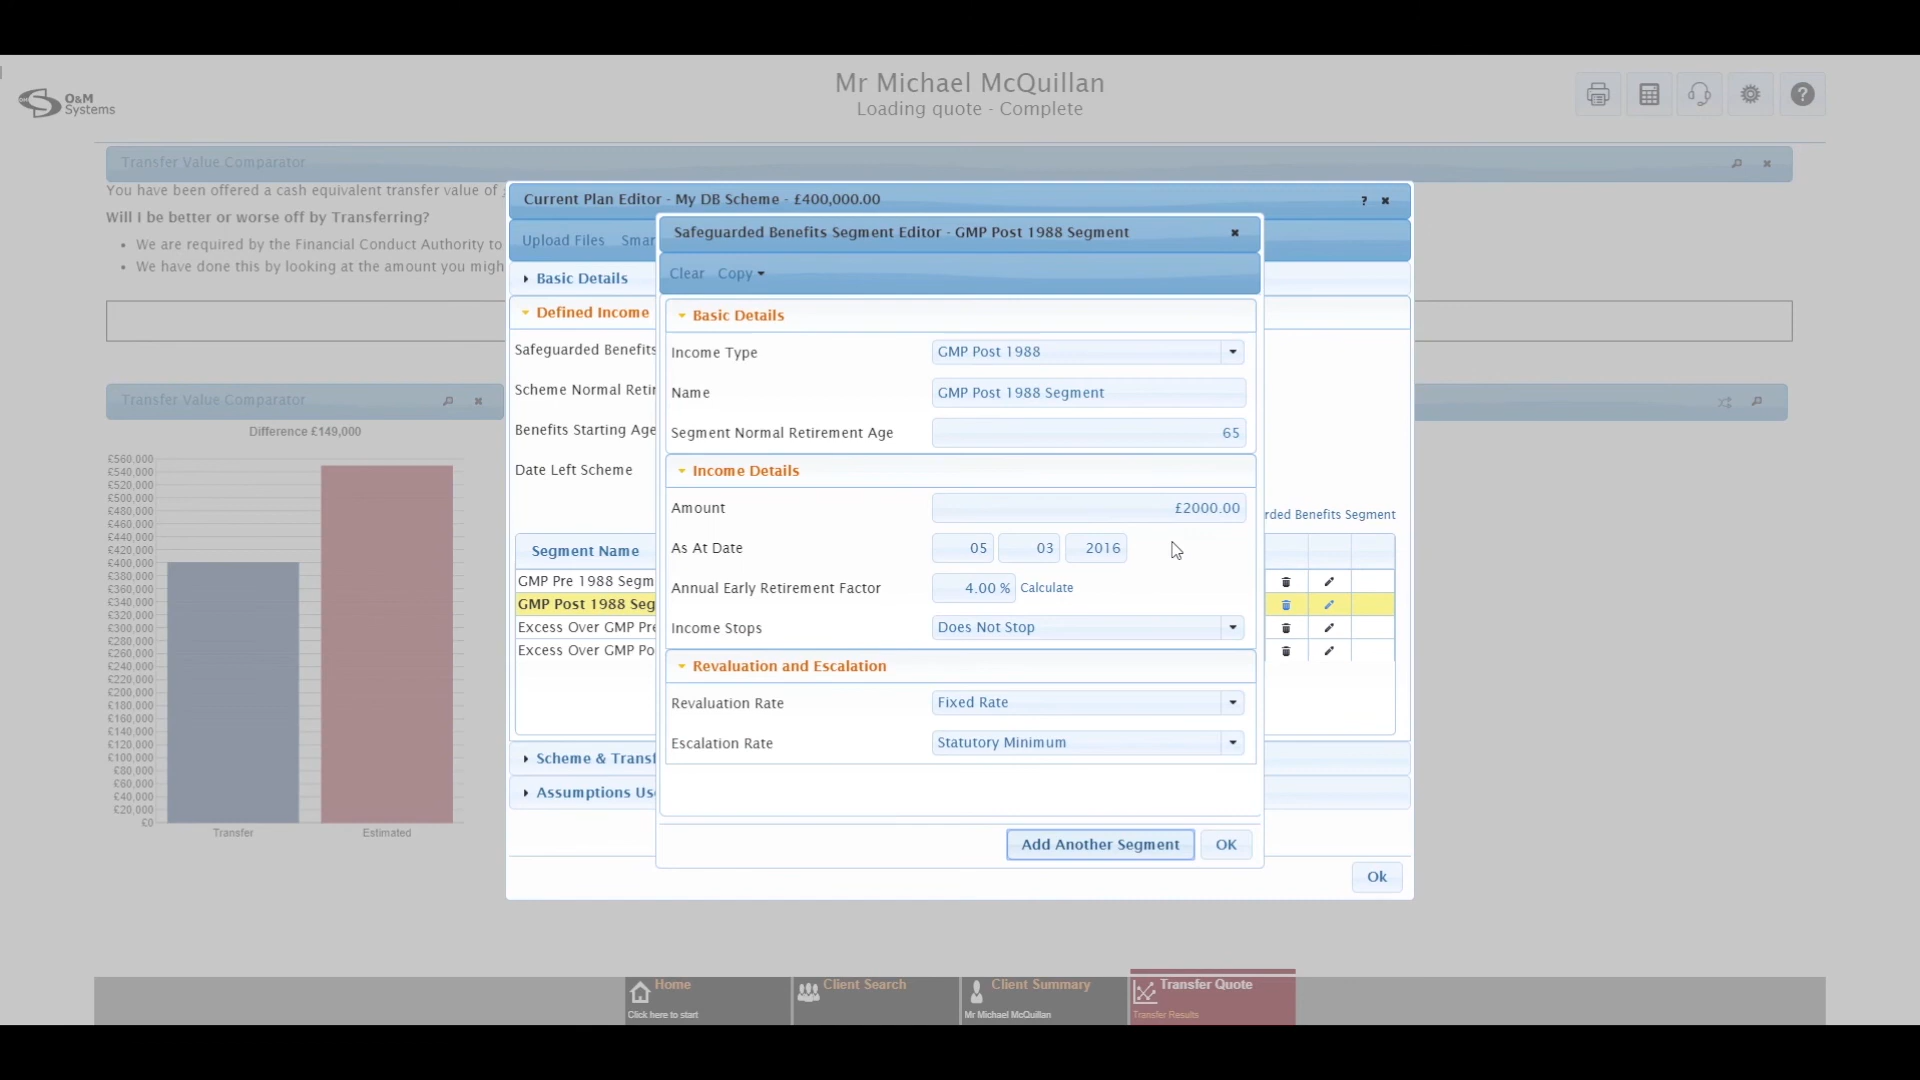 O&M
Systems
Mr Michael McQuillan
Loading quote - Complete
Transfer Value Comparator
You have been offered a cash equivalent transfer value of
Will I be better or worse off by Transferring?
• We are required by the Financial Conduct Authority to
• We have done this by looking at the amount you migh
Transfer Value Comparator
Difference £149,000
£560,000
£540,000
£520,000
£500,000
£480,000
£460,000
£440,000
£420,000
£400,000
£380,000
£360,000
£340,000
£320,000
£300,000
£280,000
£260,000
£240,000
£220,000
£200,000
£180,000
£160,000
£140,000
£120,000
£100,000
£80,000
£60,000
£40,000
£20,000
£0
Transfer
Estimated
Current Plan Editor - My DB Scheme - £400,000.00
?
Upload Files Smar
Basic Details
Defined Income
Safeguarded Benefits
Scheme Normal Retir
Benefits Starting Age
Date Left Scheme
rded Benefits Segment
Segment Name
GMP Pre 1988 Segm
GMP Post 1988 Seg
Excess Over GMP Pre
Excess Over GMP Po
Scheme & Transf
Assumptions Us
Ok
Safeguarded Benefits Segment Editor - GMP Post 1988 Segment
Clear Copy
Basic Details
Income Type GMP Post 1988
Name GMP Post 1988 Segment
Segment Normal Retirement Age 65
Income Details
Amount £2000.00
As At Date 05 03 2016
Annual Early Retirement Factor 4.00 % Calculate
Income Stops Does Not Stop
Revaluation and Escalation
Revaluation Rate Fixed Rate
Escalation Rate Statutory Minimum
Add Another Segment OK
Home
Click here to start
Client Search
Client Summary
Mr Michael McQuillan
Transfer Quote
Transfer Results